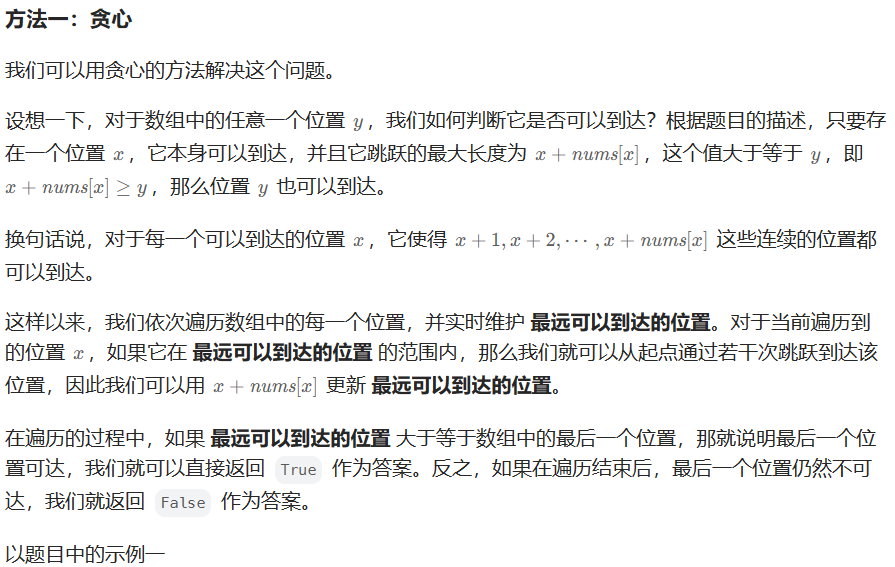 方法一：贪心
我们可以用贪心的方法解决这个问题。
设想一下，对于数组中的任意一个位置 y，我们如何判断它是否可以到达？根据题目的描述，只要存
在一个位置 x，它本身可以到达，并且它跳跃的最大长度为 x + nums[x]，这个值大于等于 y，即
x + nums[x] ≥ y，那么位置 y 也可以到达。
换句话说，对于每一个可以到达的位置 x，它使得 x + 1, x + 2, ⋯ , x + nums[x] 这些连续的位置都
可以到达。
这样以来，我们依次遍历数组中的每一个位置，并实时维护 最远可以到达的位置。对于当前遍历到
的位置 x，如果它在 最远可以到达的位置 的范围内，那么我们就可以从起点通过若干次跳跃到达该
位置，因此我们可以用 x + nums[x] 更新 最远可以到达的位置。
在遍历的过程中，如果 最远可以到达的位置 大于等于数组中的最后一个位置，那就说明最后一个位
置可达，我们就可以直接返回 True 作为答案。反之，如果在遍历结束后，最后一个位置仍然不可
达，我们就返回 False 作为答案。
以题目中的示例一